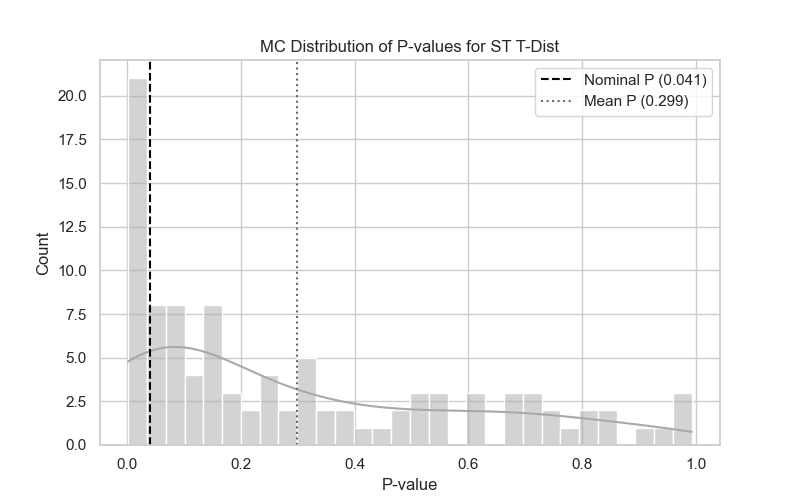 MC Distribution of P-values for ST T-Dist
Nominal P (0.041)
Mean P (0.299)
Count
20.0
17.5
15.0
12.5
10.0
7.5
5.0
2.5
0.0
0.0 0.2 0.4 0.6 0.8 1.0
P-value